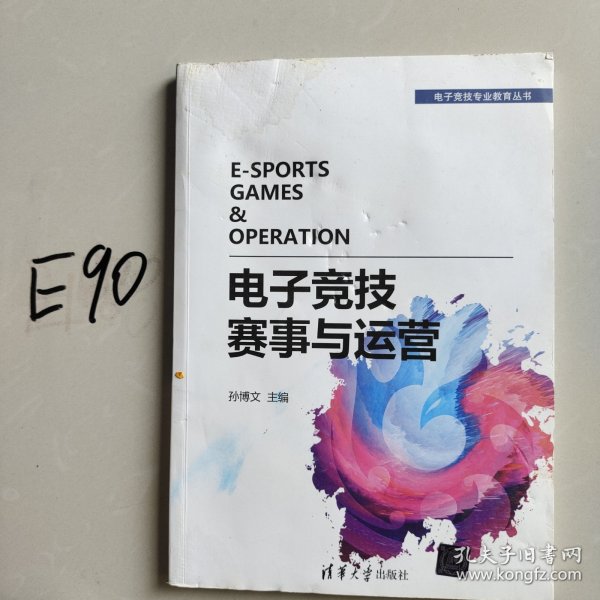 电子竞技专业教育丛书
E-SPORTS
GAMES
&
OPERATION
电子竞技
赛事与运营
孙博文 主编
清华大学出版社
E90
孔夫子旧书网
www.kongfz.com